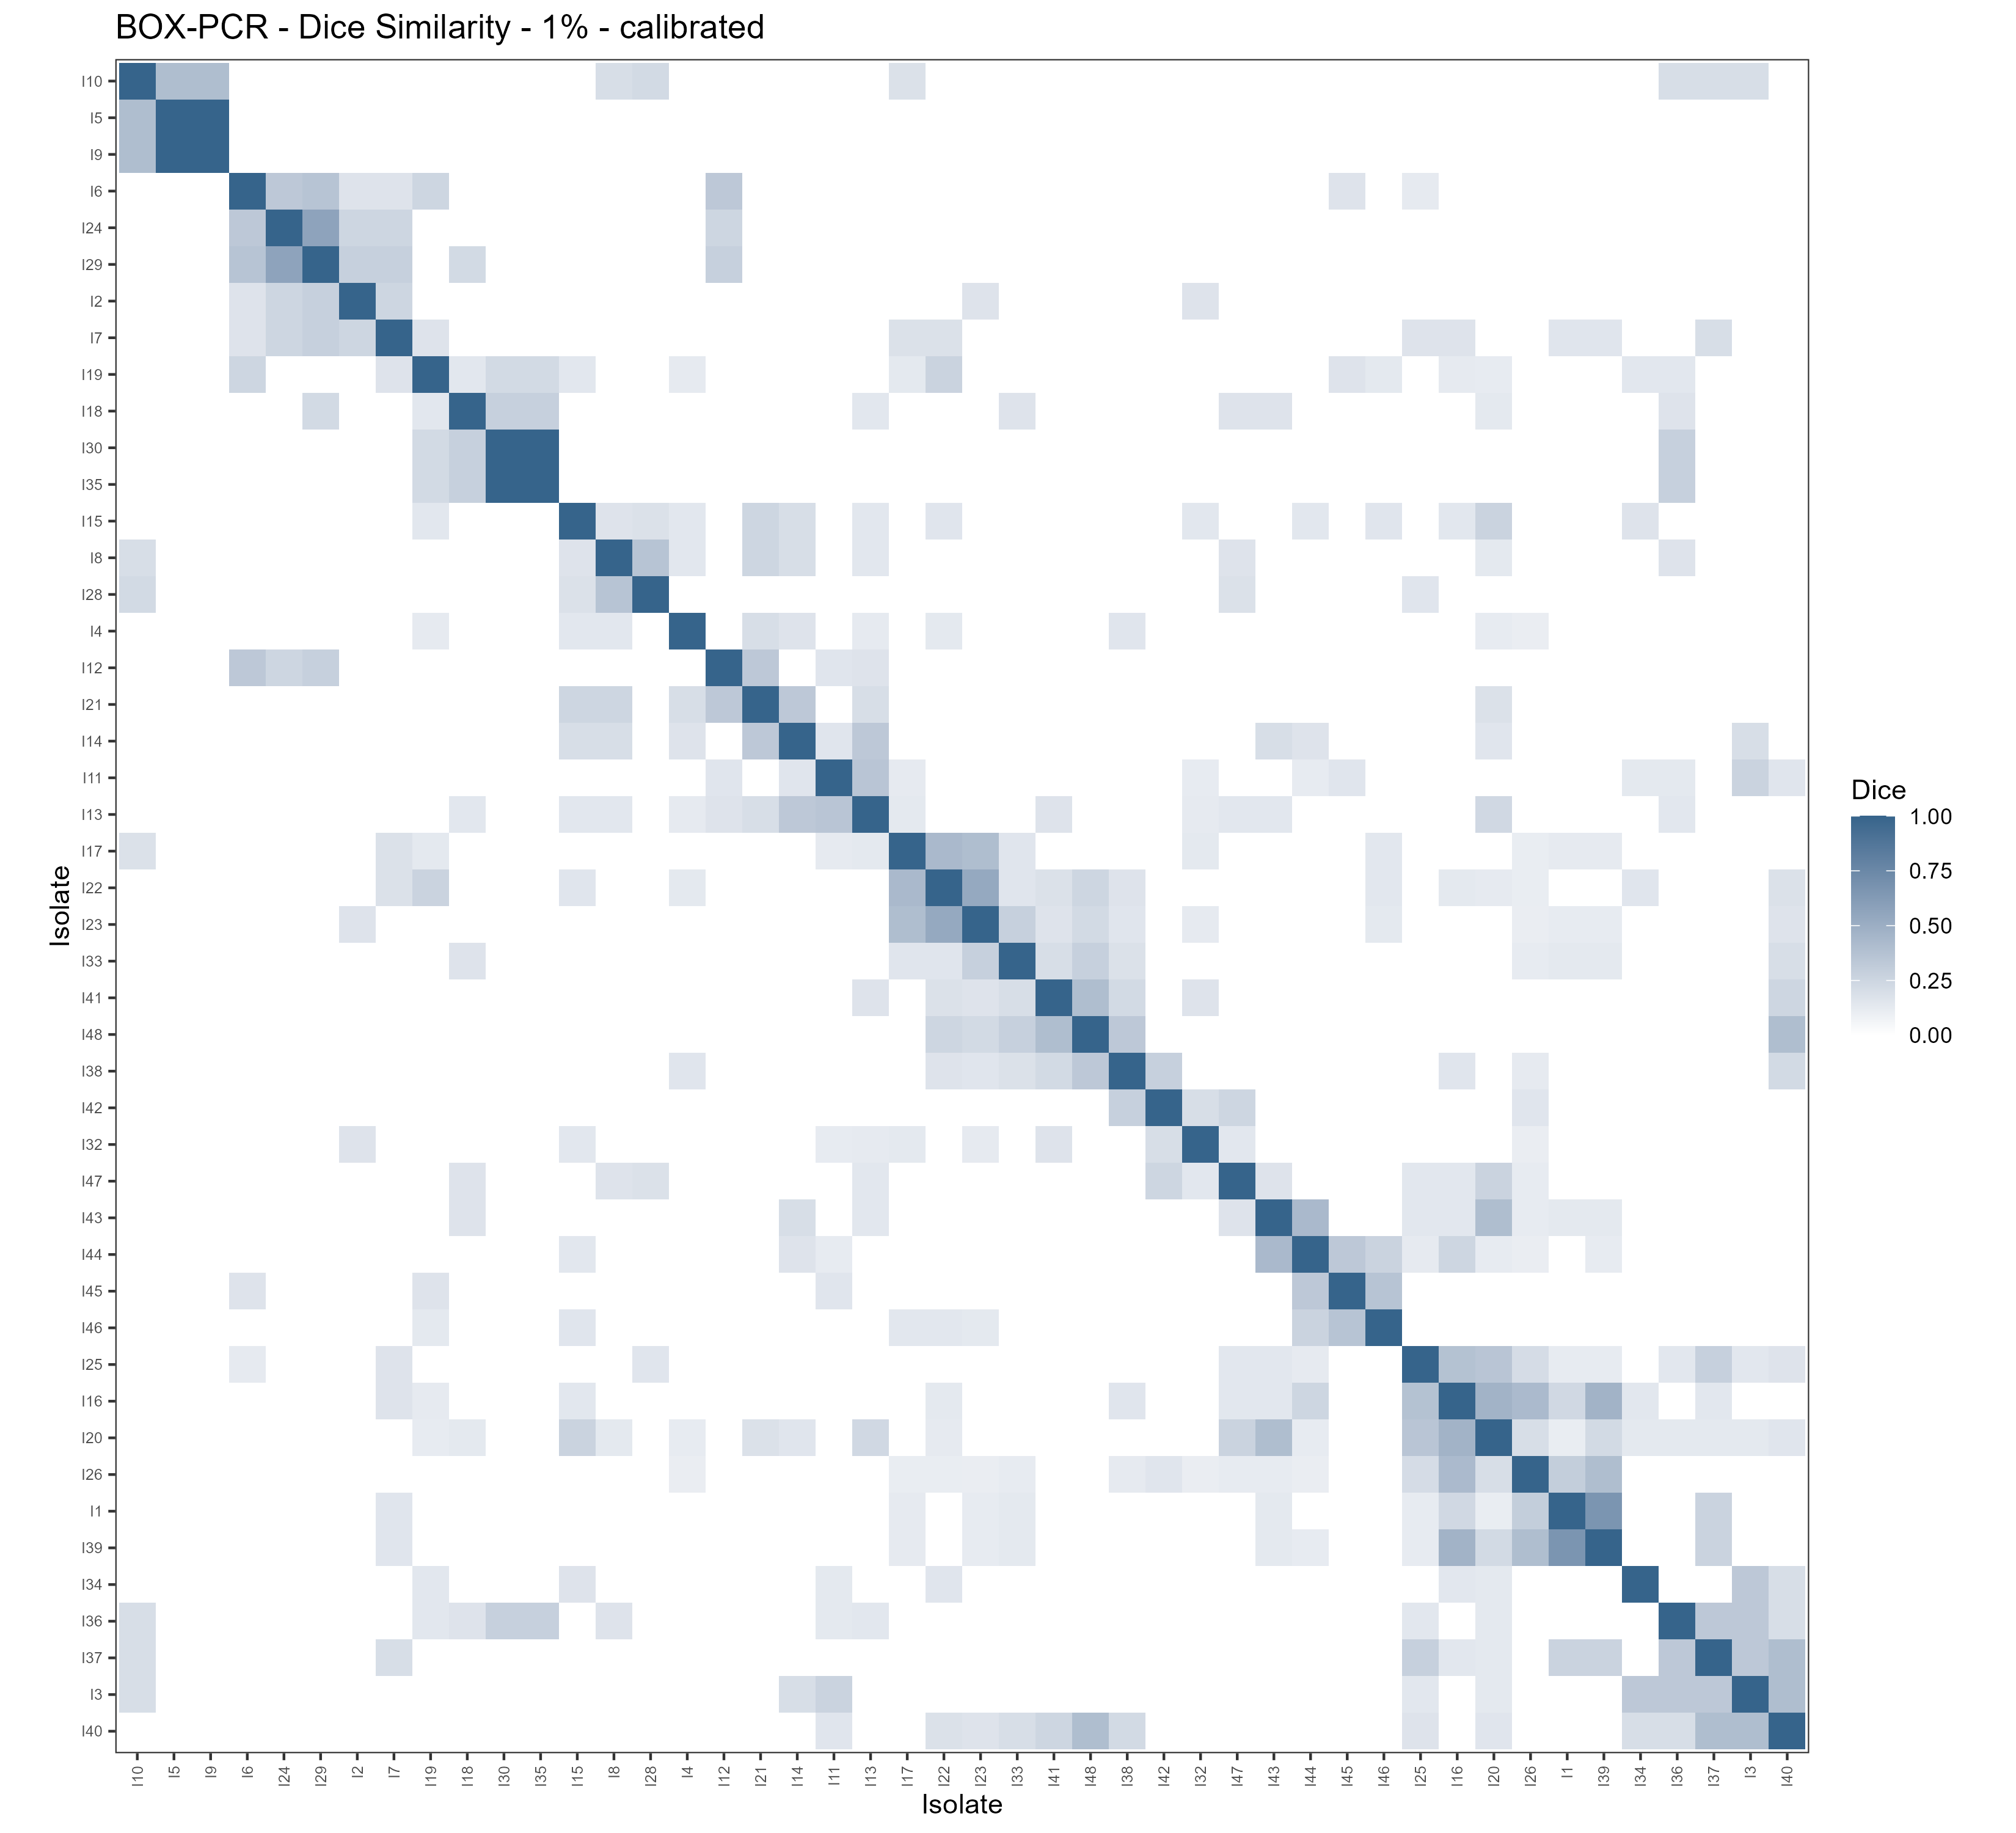 BOX-PCR - Dice Similarity - 1% - calibrated
I10
I5
I9
I6
I24
I29
I2
I7
I19
I18
I30
I35
I15
I8
I28
I4
I12
I21
I14
I11
I13
I17
I22
I23
I33
I41
I48
I38
I42
I32
I47
I43
I44
I45
I46
I25
I16
I20
I26
I1
I39
I34
I36
I37
I3
I40
Isolate
I10 I5 I9 I6 I24 I29 I2 I7 I19 I18 I30 I35 I15 I8 I28 I4 I12 I21 I14 I11 I13 I17 I22 I23 I33 I41 I48 I38 I42 I32 I47 I43 I44 I45 I46 I25 I16 I20 I26 I1 I39 I34 I36 I37 I3 I40
Isolate
Dice
1.00
0.75
0.50
0.25
0.00